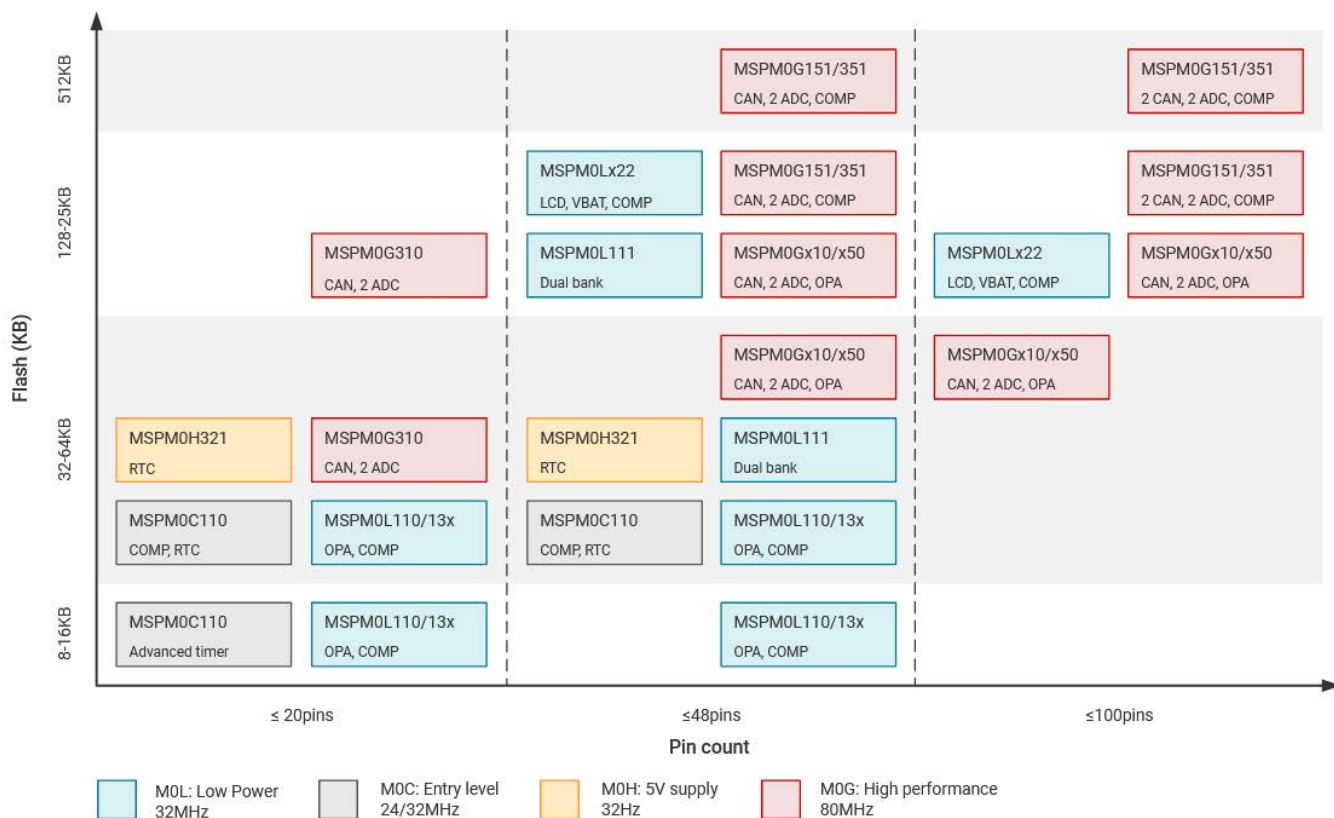 512KB
MSPM0G151/351
CAN, 2 ADC, COMP
MSPM0G151/351
2 CAN, 2 ADC, COMP
128-25KB
MSPM0Lx22
LCD, VBAT, COMP
MSPM0G151/351
CAN, 2 ADC, COMP
MSPM0G151/351
2 CAN, 2 ADC, COMP
MSPM0G310
CAN, 2 ADC
MSPM0L111
Dual bank
MSPM0Gx10/x50
CAN, 2 ADC, OPA
MSPM0Lx22
LCD, VBAT, COMP
MSPM0Gx10/x50
CAN, 2 ADC, OPA
Flash (KB)
32-64KB
MSPM0Gx10/x50
CAN, 2 ADC, OPA
MSPM0Gx10/x50
CAN, 2 ADC, OPA
MSPM0H321
RTC
MSPM0G310
CAN, 2 ADC
MSPM0H321
RTC
MSPM0L111
Dual bank
MSPM0C110
COMP, RTC
MSPM0L110/13x
OPA, COMP
MSPM0C110
COMP, RTC
MSPM0L110/13x
OPA, COMP
8-16KB
MSPM0C110
Advanced timer
MSPM0L110/13x
OPA, COMP
MSPM0L110/13x
OPA, COMP
≤ 20pins
≤48pins
≤100pins
Pin count
M0L: Low Power
32MHz
M0C: Entry level
24/32MHz
M0H: 5V supply
32Hz
M0G: High performance
80MHz